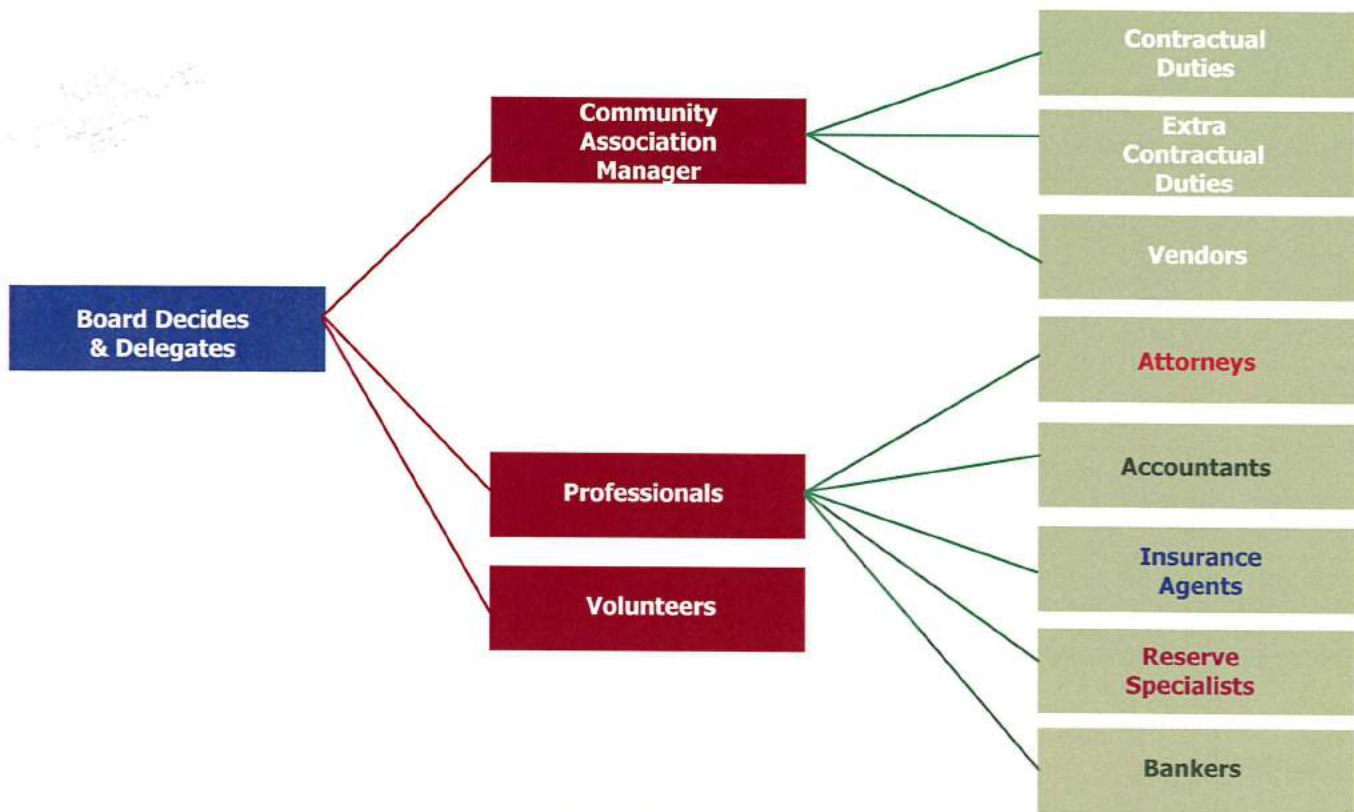 Contractual
Duties
Community
Association
Manager
Extra
Contractual
Duties
Vendors
Board Decides
& Delegates
Attorneys
Accountants
Professionals
Insurance
Agents
Volunteers
Reserve
Specialists
Bankers